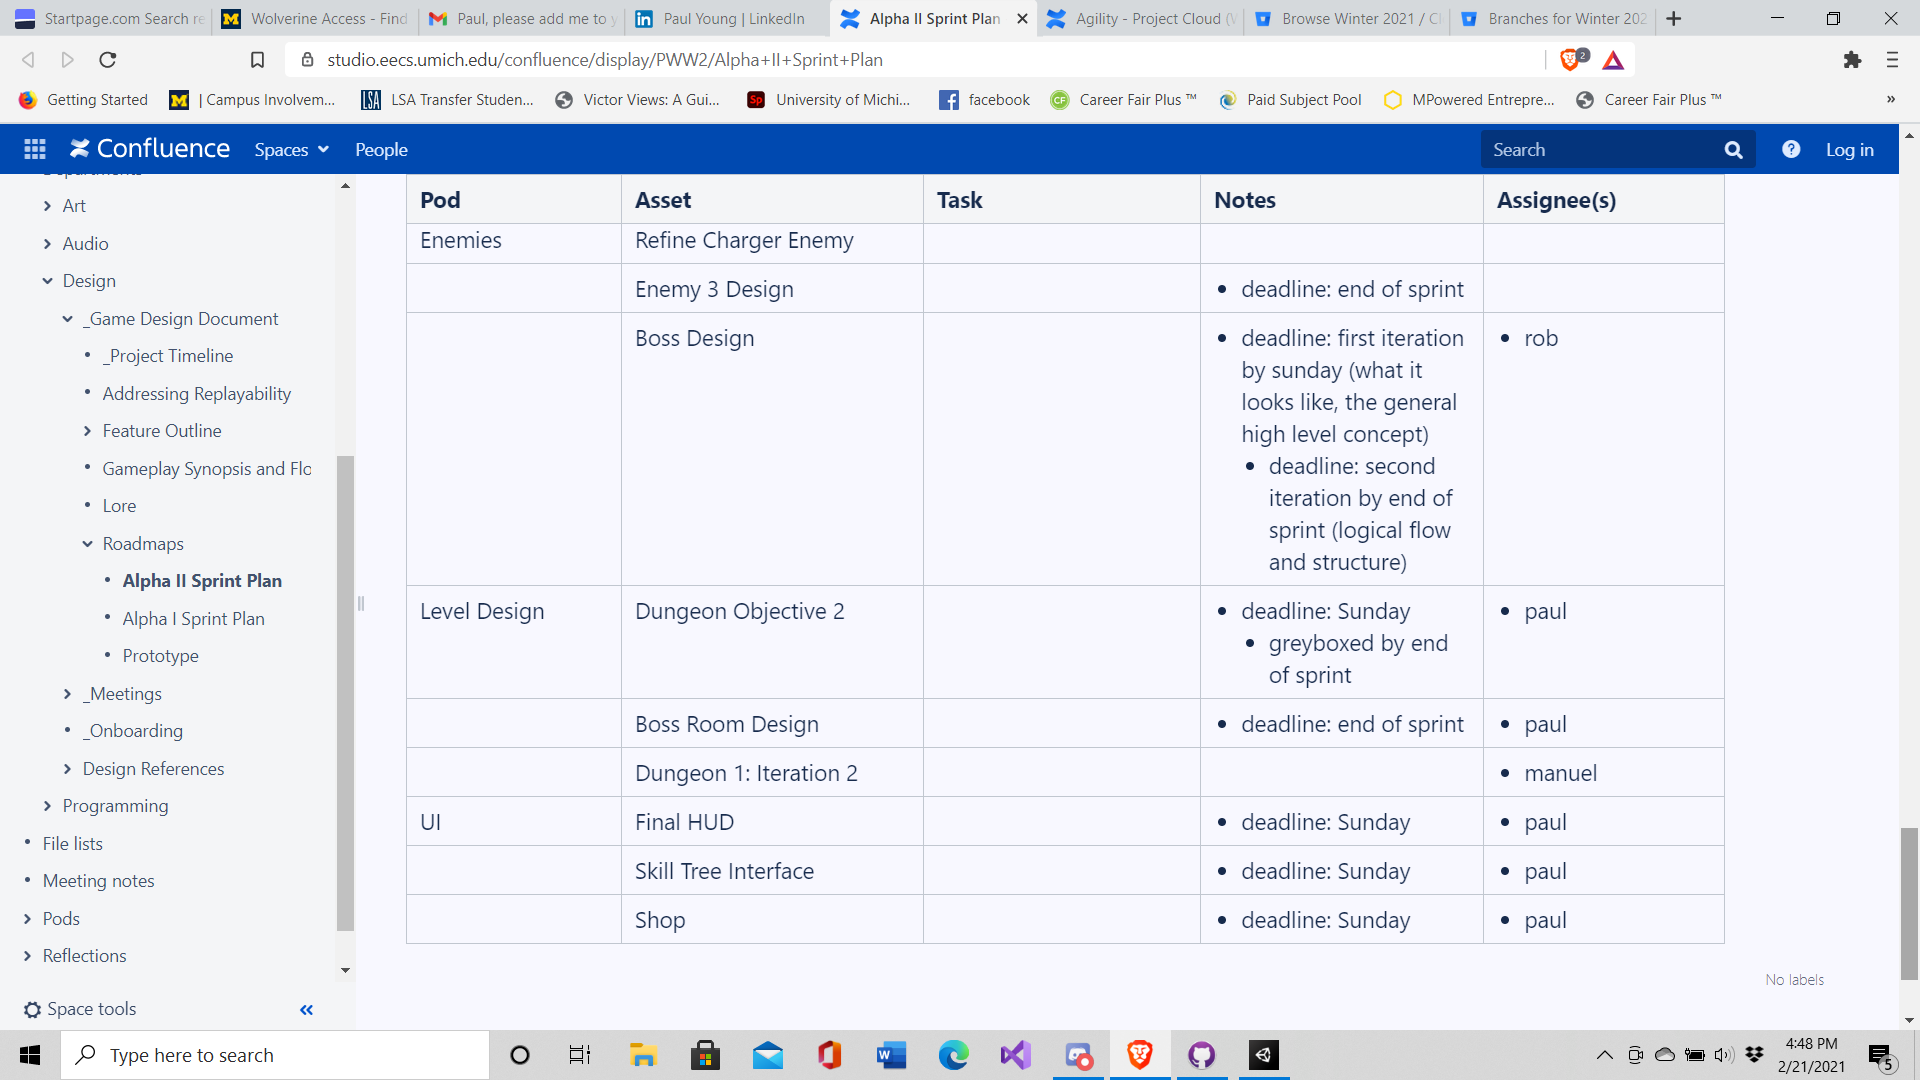 Startpage.com Search re
Wolverine Access - Find
Paul, please add me to y
Paul Young | LinkedIn
Alpha II Sprint Plan
Agility - Project Cloud (W
Browse Winter 2021 / Cl
Branches for Winter 202
studio.eecs.umich.edu/confluence/display/PWW2/Alpha+II+Sprint+Plan
2
Getting Started
| Campus Involvem...
LSA Transfer Studen...
Victor Views: A Gui...
University of Michi...
facebook
Career Fair Plus ™
Paid Subject Pool
MPowered Entrepre...
Career Fair Plus ™
»
Confluence
Spaces
People
Search
Log in
Departments
Art
Audio
Design
_Game Design Document
_Project Timeline
Addressing Replayability
Feature Outline
Gameplay Synopsis and Flo
Lore
Roadmaps
Alpha II Sprint Plan
Alpha I Sprint Plan
Prototype
_Meetings
_Onboarding
Design References
Programming
File lists
Meeting notes
Pods
Reflections
Space tools
Pod Asset Task Notes Assignee(s)
Enemies Refine Charger Enemy
Enemy 3 Design • deadline: end of sprint
Boss Design • deadline: first iteration • rob
by sunday (what it
looks like, the general
high level concept)
• deadline: second
iteration by end of
sprint (logical flow
and structure)
Level Design Dungeon Objective 2 • deadline: Sunday • paul
• greyboxed by end
of sprint
Boss Room Design • deadline: end of sprint • paul
Dungeon 1: Iteration 2 • manuel
UI Final HUD • deadline: Sunday • paul
Skill Tree Interface • deadline: Sunday • paul
Shop • deadline: Sunday • paul
No labels
Type here to search
4:48 PM
2/21/2021
5